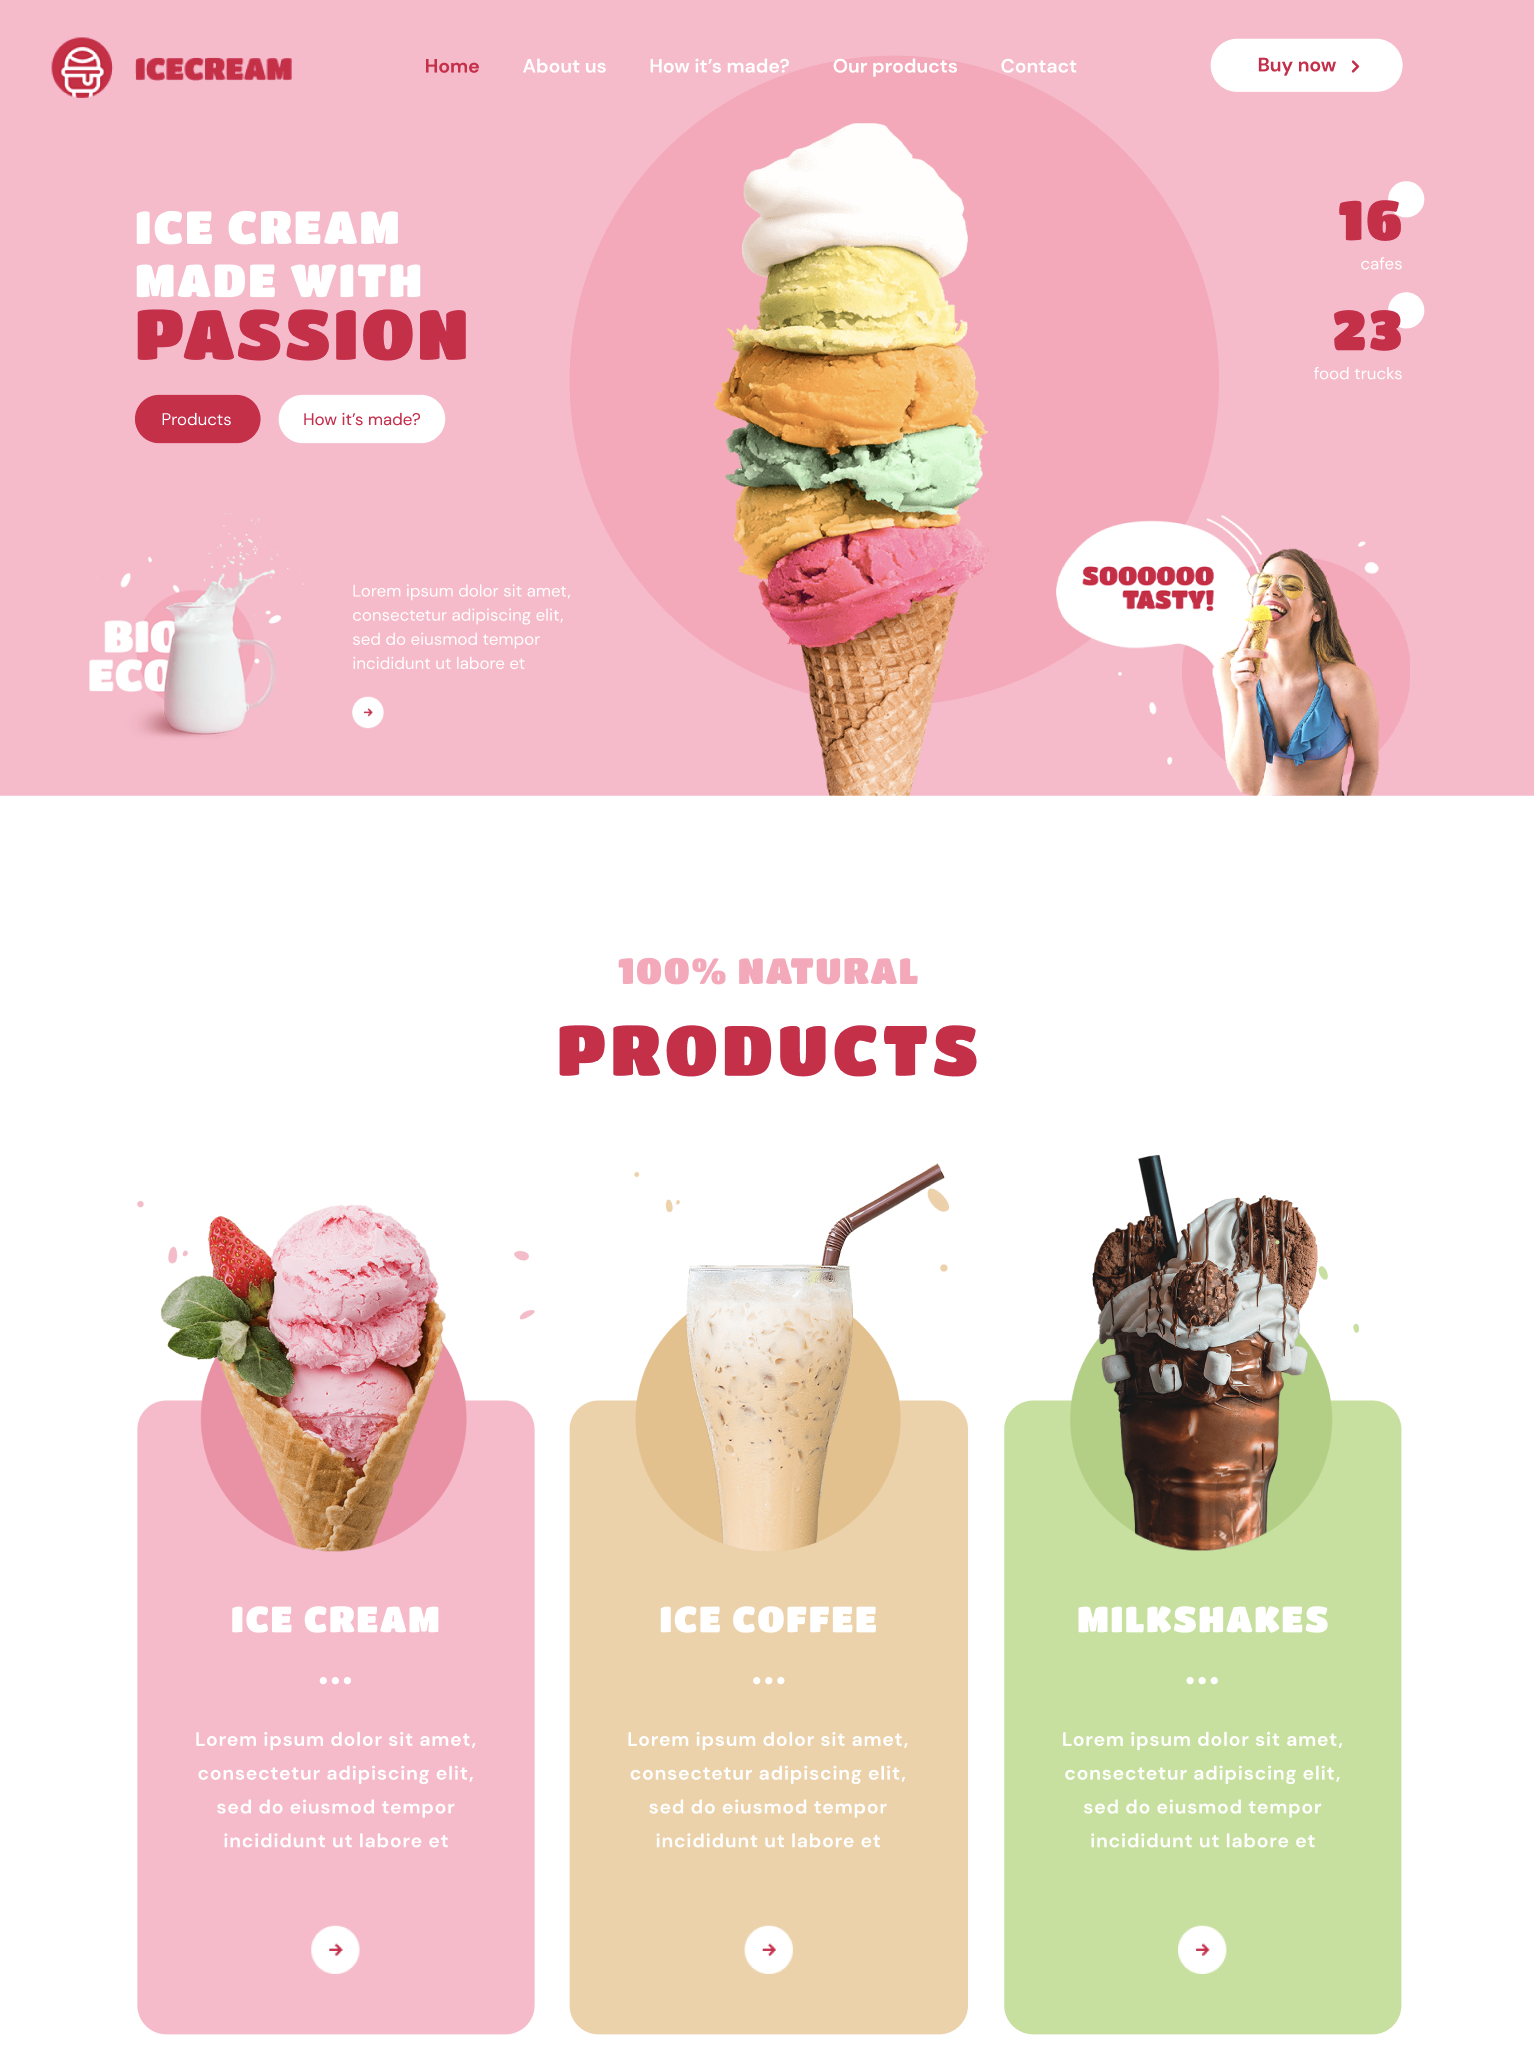 ICECREAM
Home
About us
How it's made?
Our products
Contact
Buy now
ICE CREAM
MADE WITH
PASSION
Products
How it's made?
16
cafes
23
food trucks
BIO
ECO
Lorem ipsum dolor sit amet,
consectetur adipiscing elit,
sed do eiusmod tempor
incididunt ut labore et
SOOOOOO
TASTY!
100% NATURAL
PRODUCTS
ICE CREAM
Lorem ipsum dolor sit amet,
consectetur adipiscing elit,
sed do eiusmod tempor
incididunt ut labore et
ICE COFFEE
Lorem ipsum dolor sit amet,
consectetur adipiscing elit,
sed do eiusmod tempor
incididunt ut labore et
MILKSHAKES
Lorem ipsum dolor sit amet,
consectetur adipiscing elit,
sed do eiusmod tempor
incididunt ut labore et